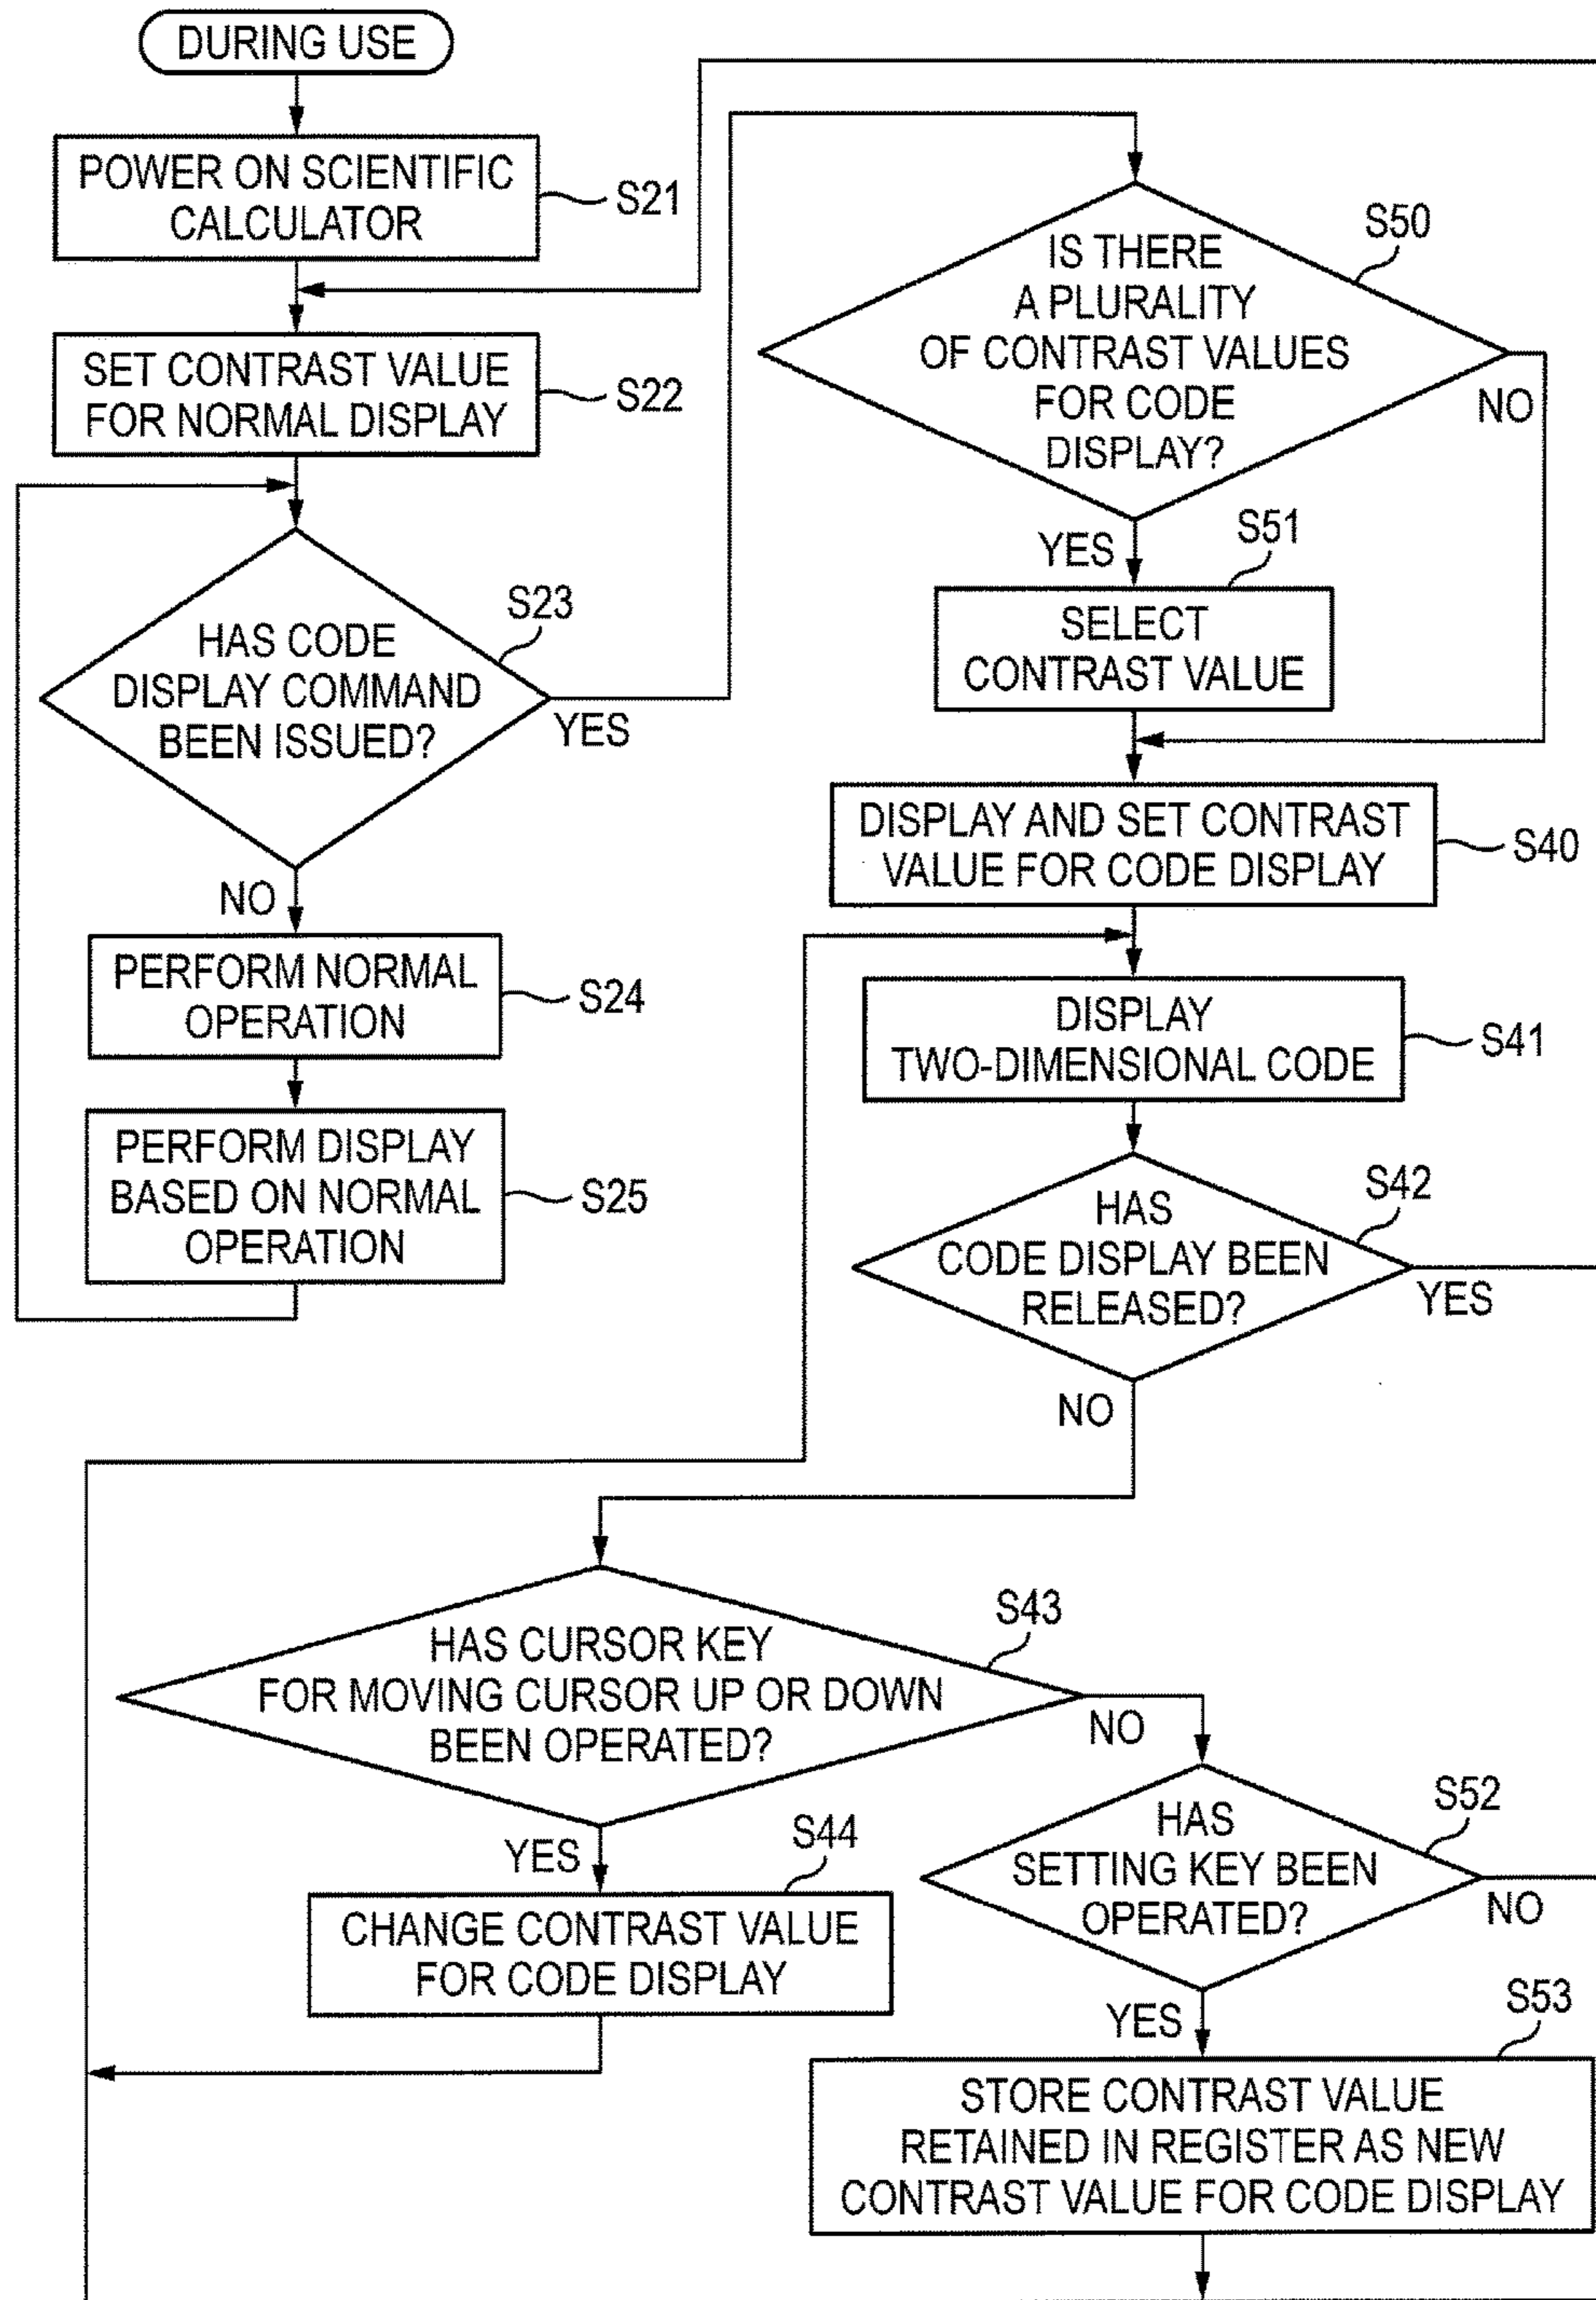 DURING USE
POWER ON SCIENTIFIC
CALCULATOR
S21
SET CONTRAST VALUE
FOR NORMAL DISPLAY
S22
HAS CODE
DISPLAY COMMAND
BEEN ISSUED?
S23
YES
NO
PERFORM NORMAL
OPERATION
S24
PERFORM DISPLAY
BASED ON NORMAL
OPERATION
S25
IS THERE
A PLURALITY
OF CONTRAST VALUES
FOR CODE
DISPLAY?
S50
NO
YES
S51
SELECT
CONTRAST VALUE
DISPLAY AND SET CONTRAST
VALUE FOR CODE DISPLAY
S40
DISPLAY
TWO-DIMENSIONAL CODE
S41
HAS
CODE DISPLAY BEEN
RELEASED?
S42
YES
NO
HAS CURSOR KEY
FOR MOVING CURSOR UP OR DOWN
BEEN OPERATED?
S43
NO
YES
S44
CHANGE CONTRAST VALUE
FOR CODE DISPLAY
HAS
SETTING KEY BEEN
OPERATED?
S52
NO
YES
S53
STORE CONTRAST VALUE
RETAINED IN REGISTER AS NEW
CONTRAST VALUE FOR CODE DISPLAY